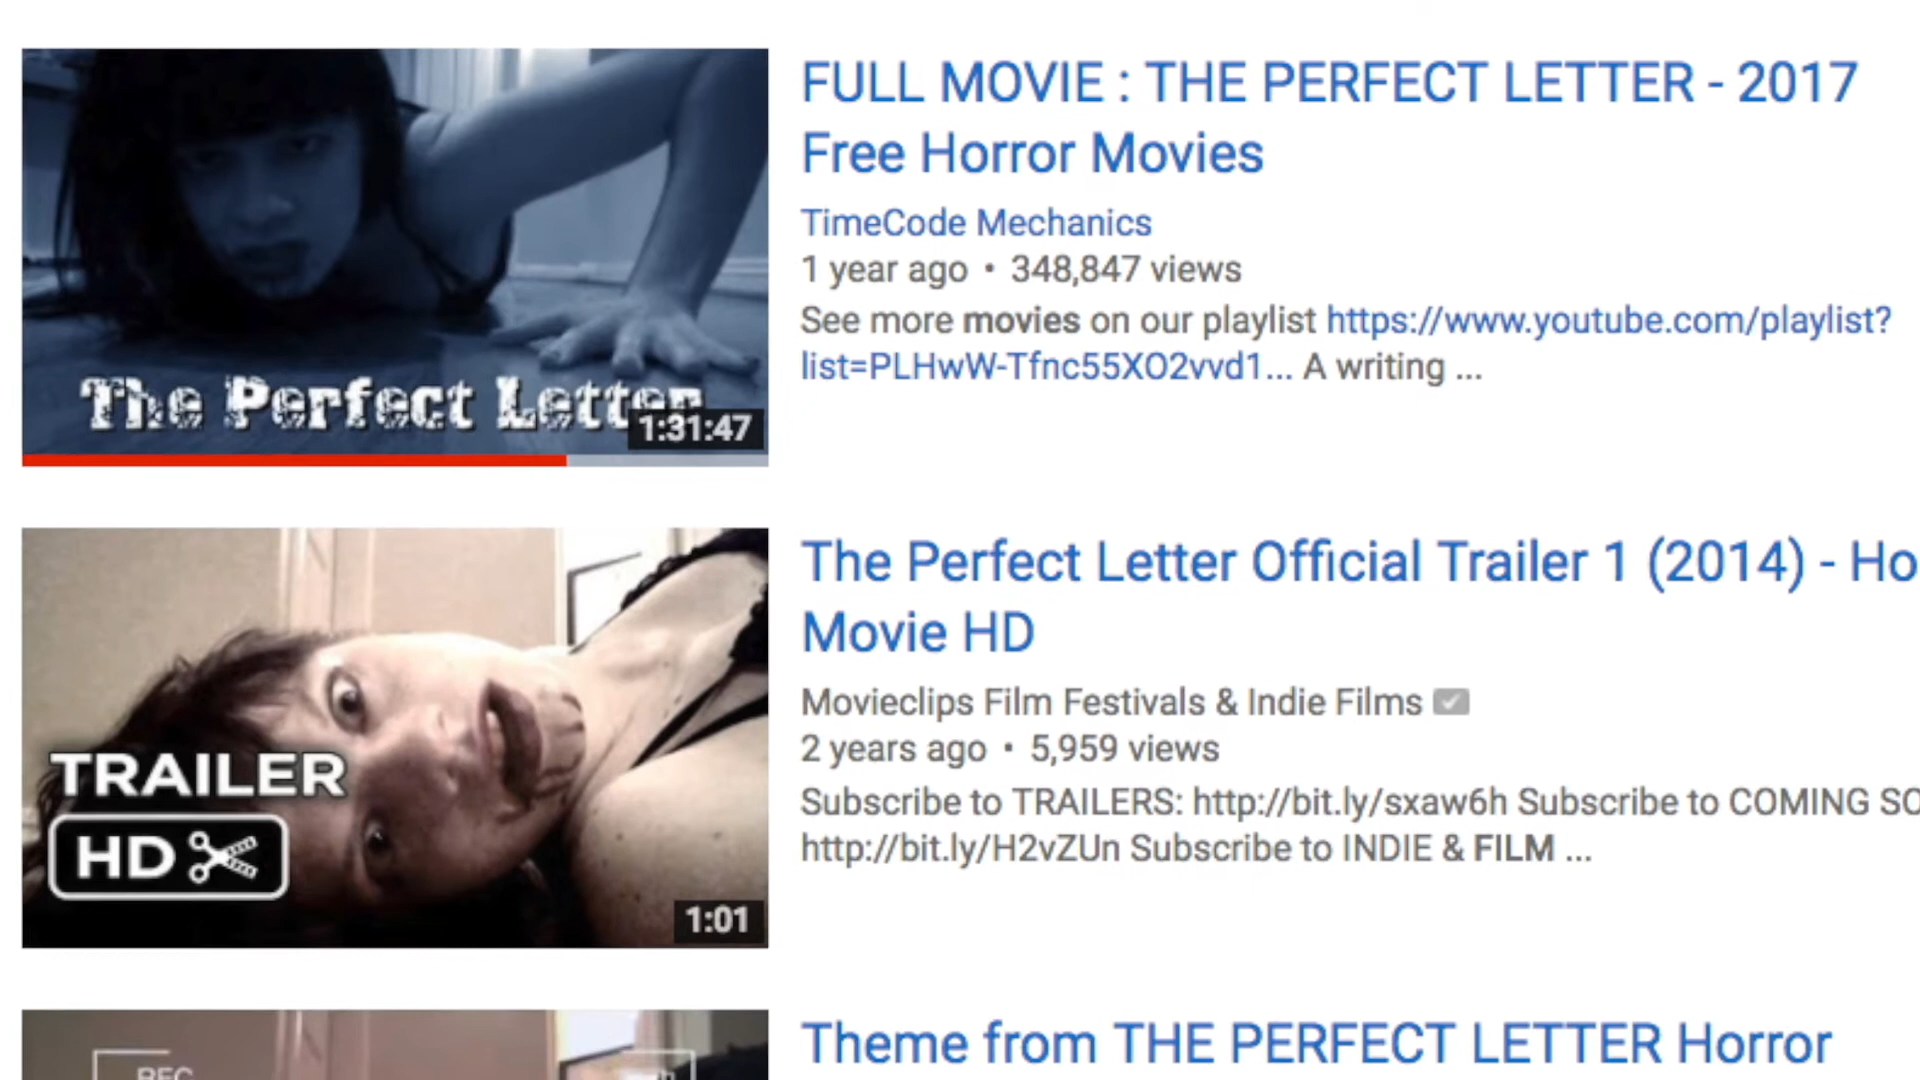 FULL MOVIE : THE PERFECT LETTER - 2017
Free Horror Movies
TimeCode Mechanics
1 year ago • 348,847 views
See more movies on our playlist https://www.youtube.com/playlist?
list=PLHwW-Tfnc55XO2vvd1... A writing ...
The Perfect Letter
1:31:47
The Perfect Letter Official Trailer 1 (2014) - Ho
Movie HD
Movieclips Film Festivals & Indie Films
2 years ago • 5,959 views
Subscribe to TRAILERS: http://bit.ly/sxaw6h Subscribe to COMING SO
http://bit.ly/H2vZUn Subscribe to INDIE & FILM ...
TRAILER
HD
1:01
Theme from THE PERFECT LETTER Horror
REC